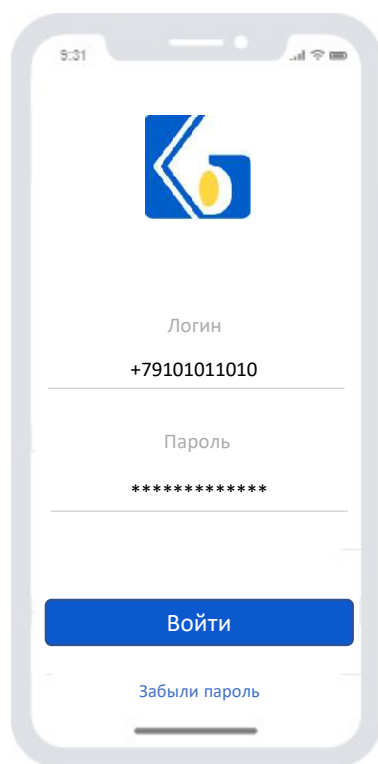 9:31
Логин
+79101011010
Пароль
*************
Войти
Забыли пароль